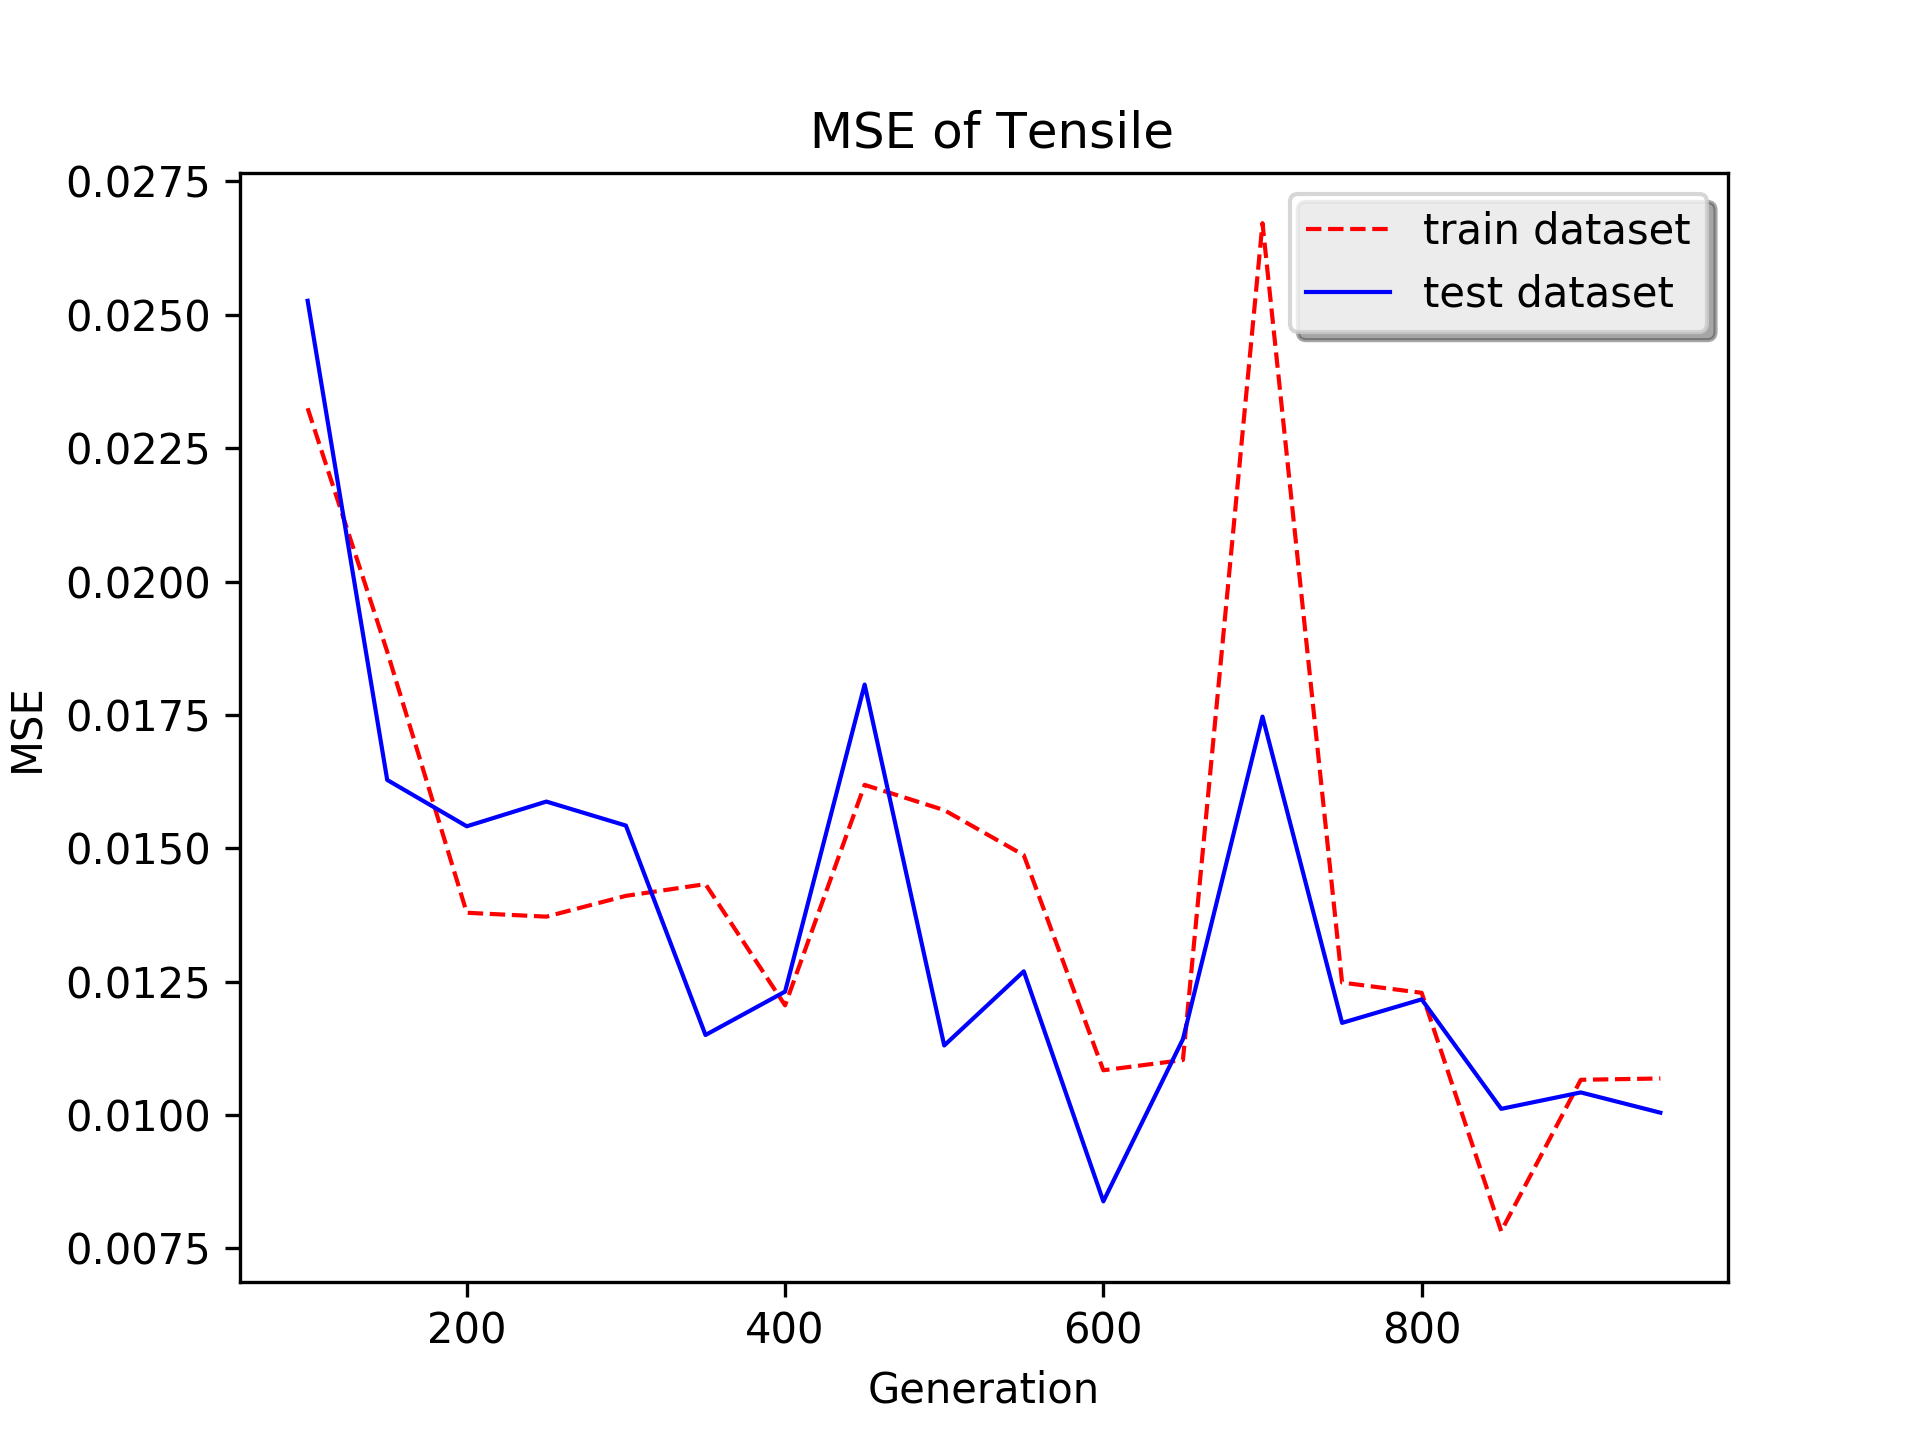 MSE of Tensile
train dataset
test dataset
MSE
0.0275
0.0250
0.0225
0.0200
0.0175
0.0150
0.0125
0.0100
0.0075
200 400 600 800
Generation